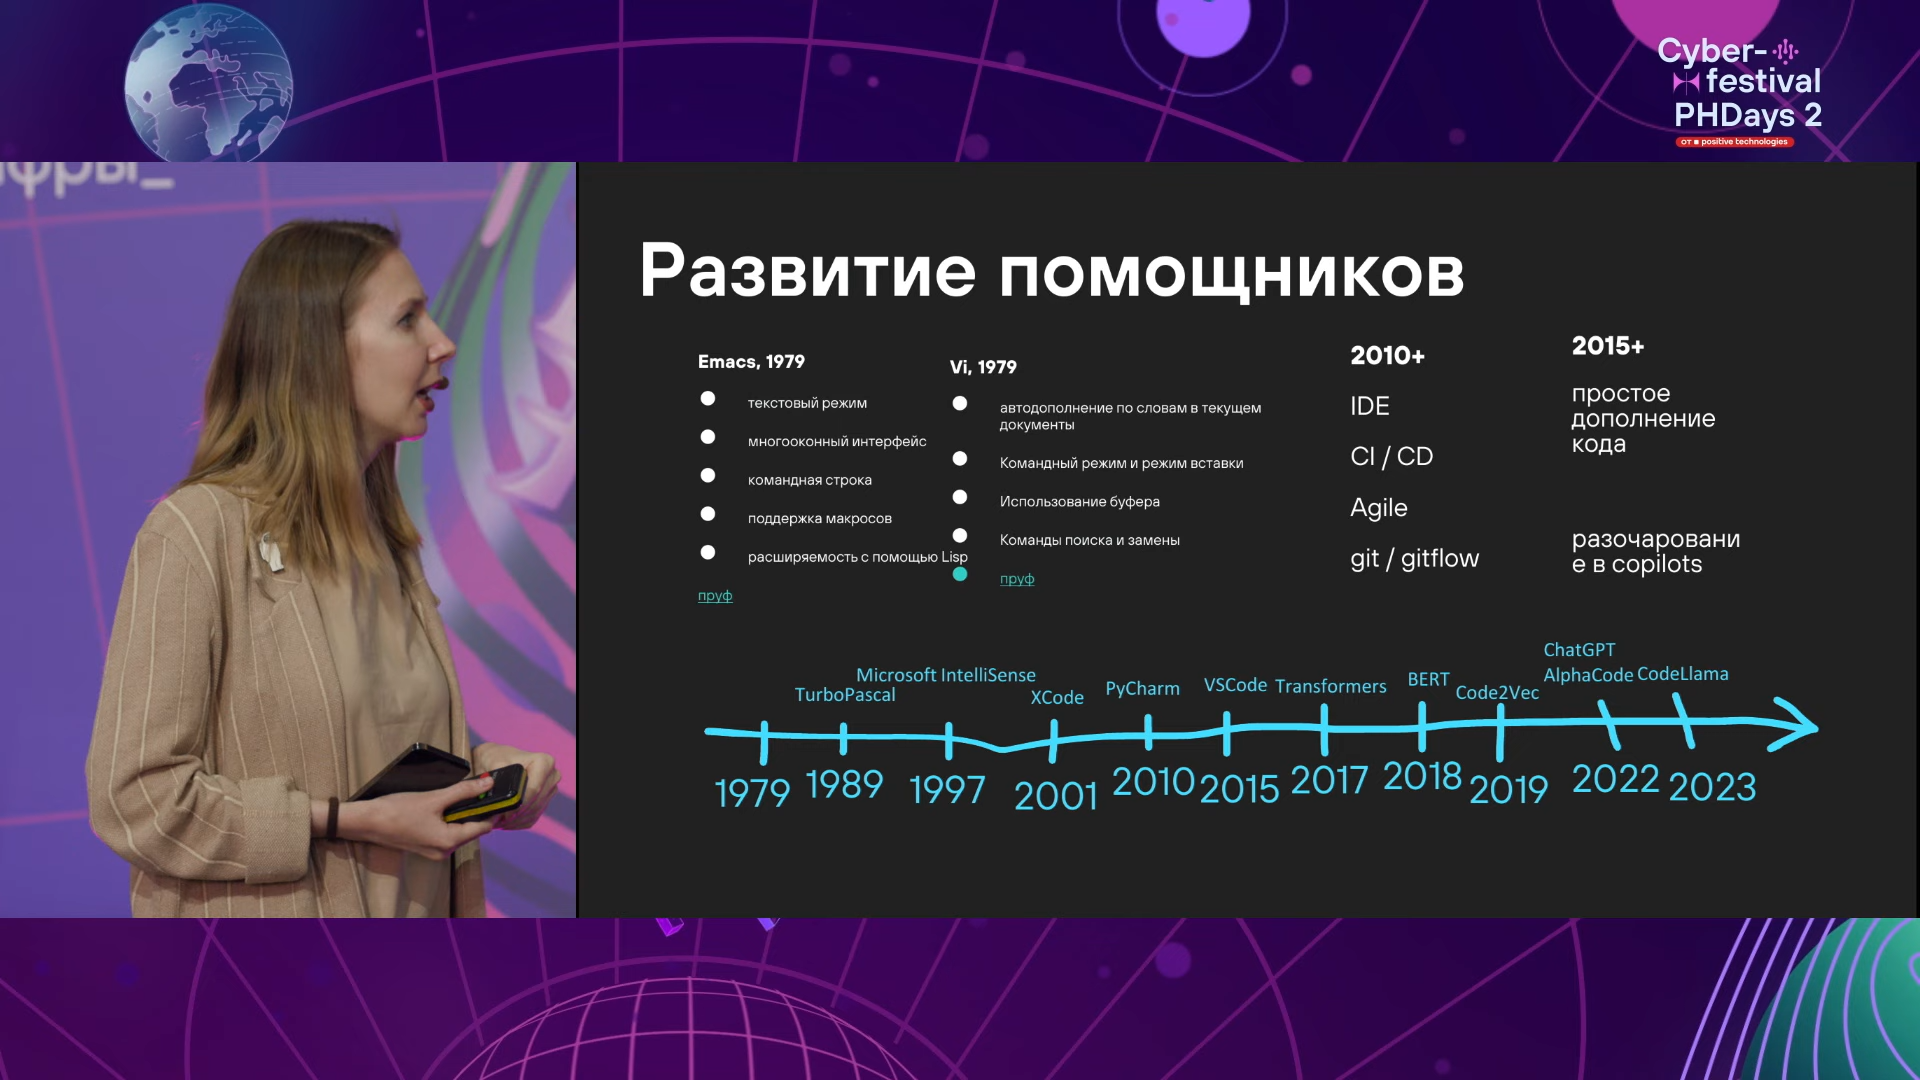 Cyber-
festival
PHDays 2
от positive technologies
фры_
Развитие помощников
Emacs, 1979
текстовый режим
многооконный интерфейс
командная строка
поддержка макросов
расширяемость с помощью Lisp
пруф
Vi, 1979
автодополнение по словам в текущем
документы
Командный режим и режим вставки
Использование буфера
Команды поиска и замены
пруф
2010+
IDE
CI / CD
Agile
git / gitflow
2015+
простое
дополнение
кода
разочаровани
е в copilots
TurboPascal
Microsoft IntelliSense
XCode
PyCharm
VSCode
Transformers
BERT
Code2Vec
ChatGPT
AlphaCode
CodeLlama
1979
1989
1997
2001
2010
2015
2017
2018
2019
2022
2023